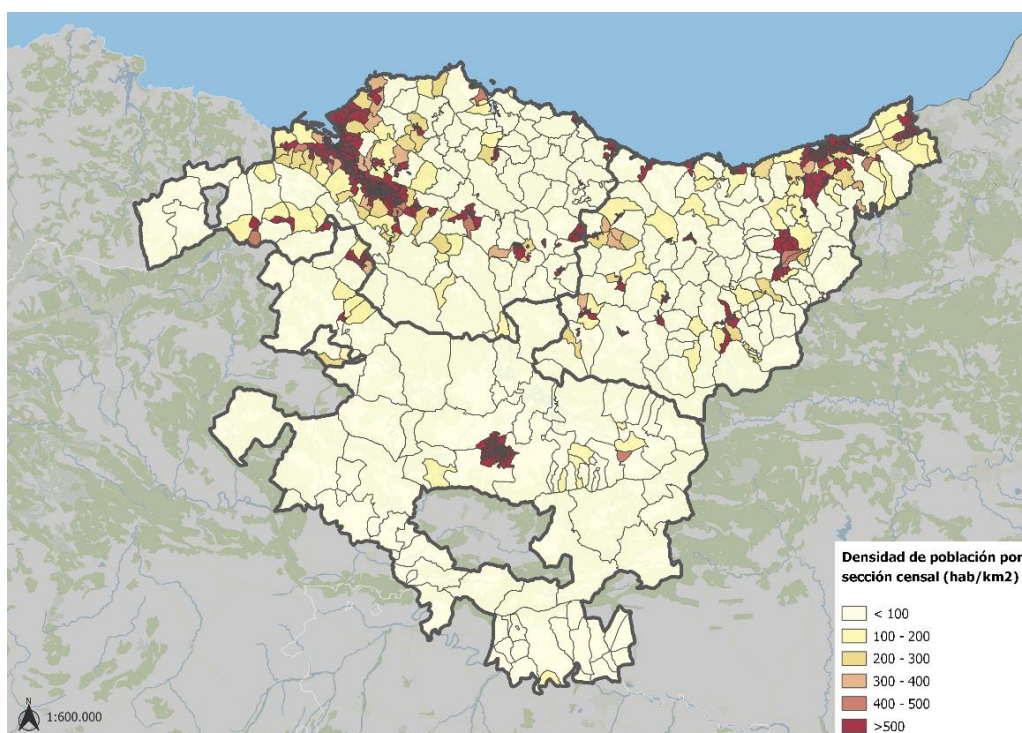 Densidad de población por
sección censal (hab/km2)
< 100
100 - 200
200 - 300
300 - 400
400 - 500
>500
N
1:600.000